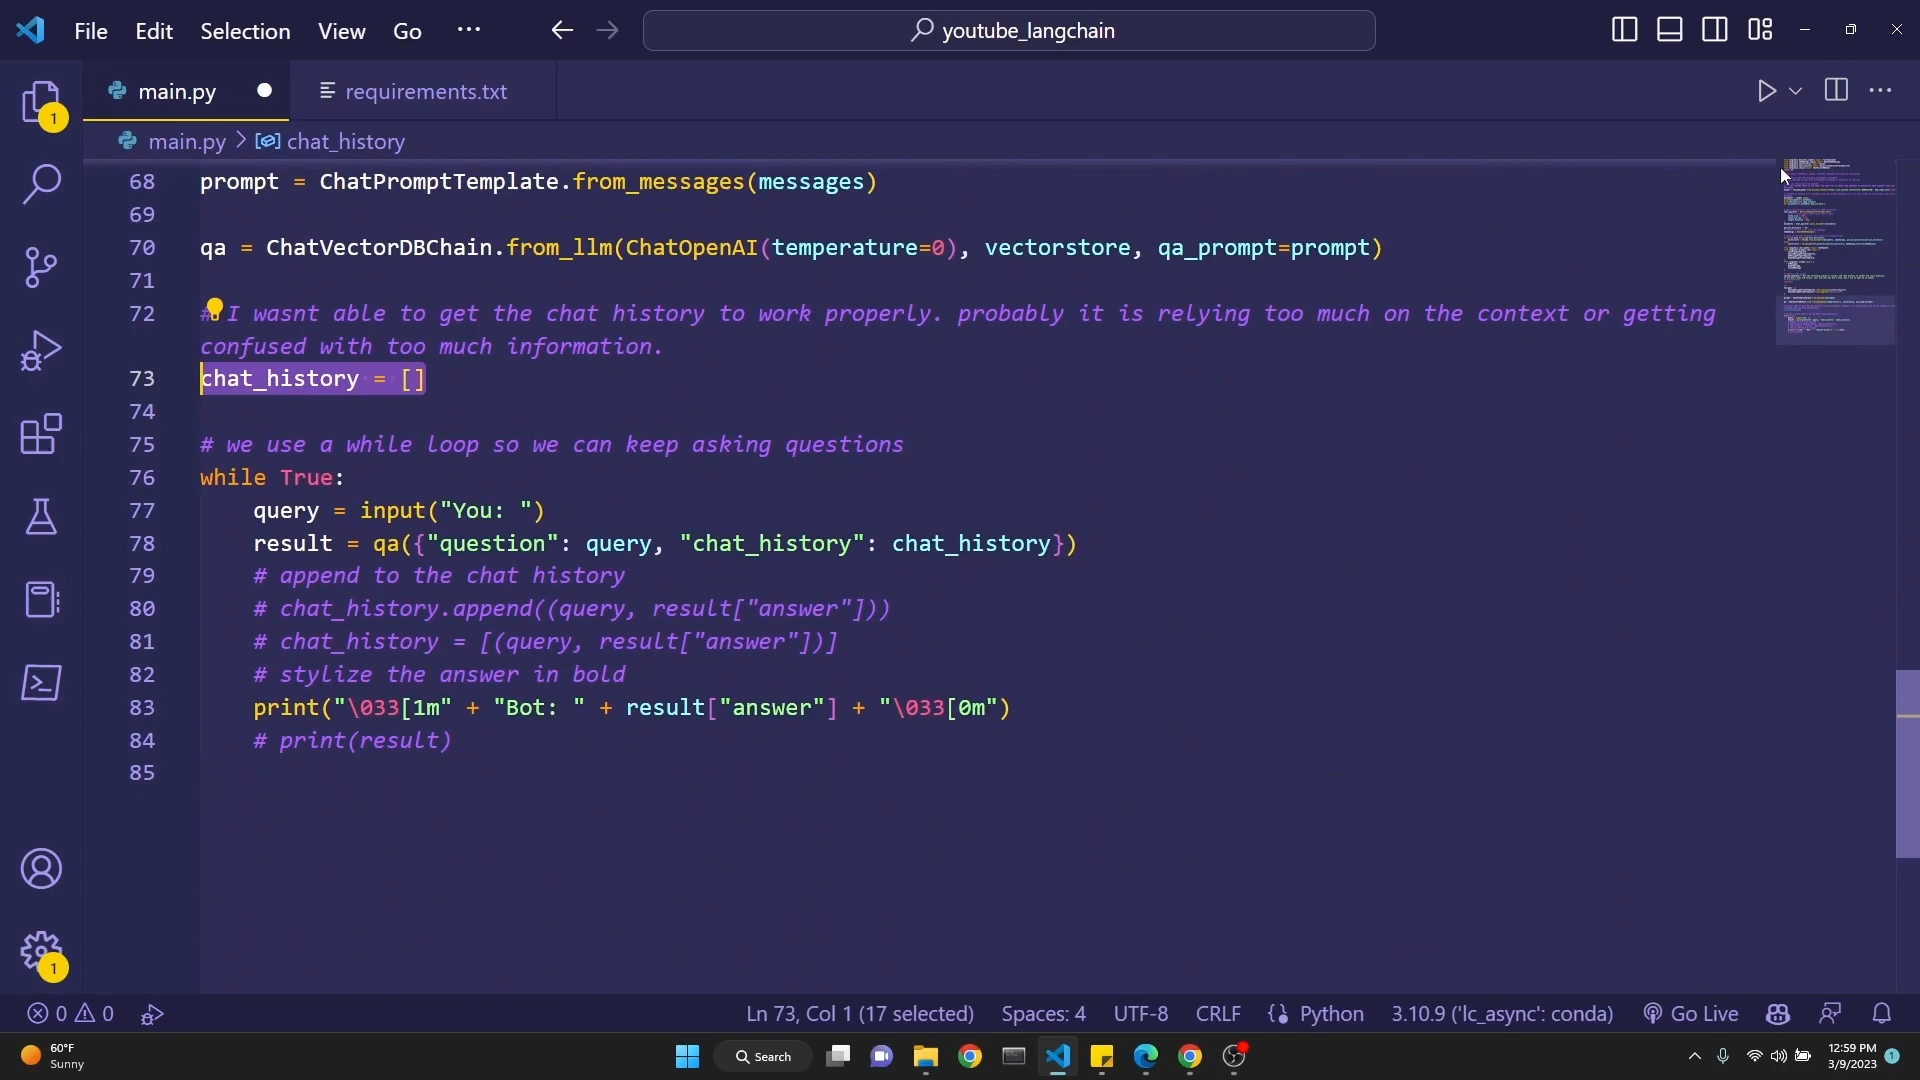 File Edit Selection View Go ··· youtube_langchain
main.py requirements.txt
main.py > chat_history
68 prompt = ChatPromptTemplate.from_messages(messages)
69
70 qa = ChatVectorDBChain.from_llm(ChatOpenAI(temperature=0), vectorstore, qa_prompt=prompt)
71
72 # I wasnt able to get the chat history to work properly. probably it is relying too much on the context or getting
confused with too much information.
73 chat_history = []
74
75 # we use a while loop so we can keep asking questions
76 while True:
77 query = input("You: ")
78 result = qa({"question": query, "chat_history": chat_history})
79 # append to the chat history
80 # chat_history.append((query, result["answer"]))
81 # chat_history = [(query, result["answer"])]
82 # stylize the answer in bold
83 print("\033[1m" + "Bot: " + result["answer"] + "\033[0m")
84 # print(result)
85
1
1
0 0 Ln 73, Col 1 (17 selected) Spaces: 4 UTF-8 CRLF Python 3.10.9 ('lc_async': conda) Go Live
60°F
Sunny
Search
12:59 PM
3/9/2023
1